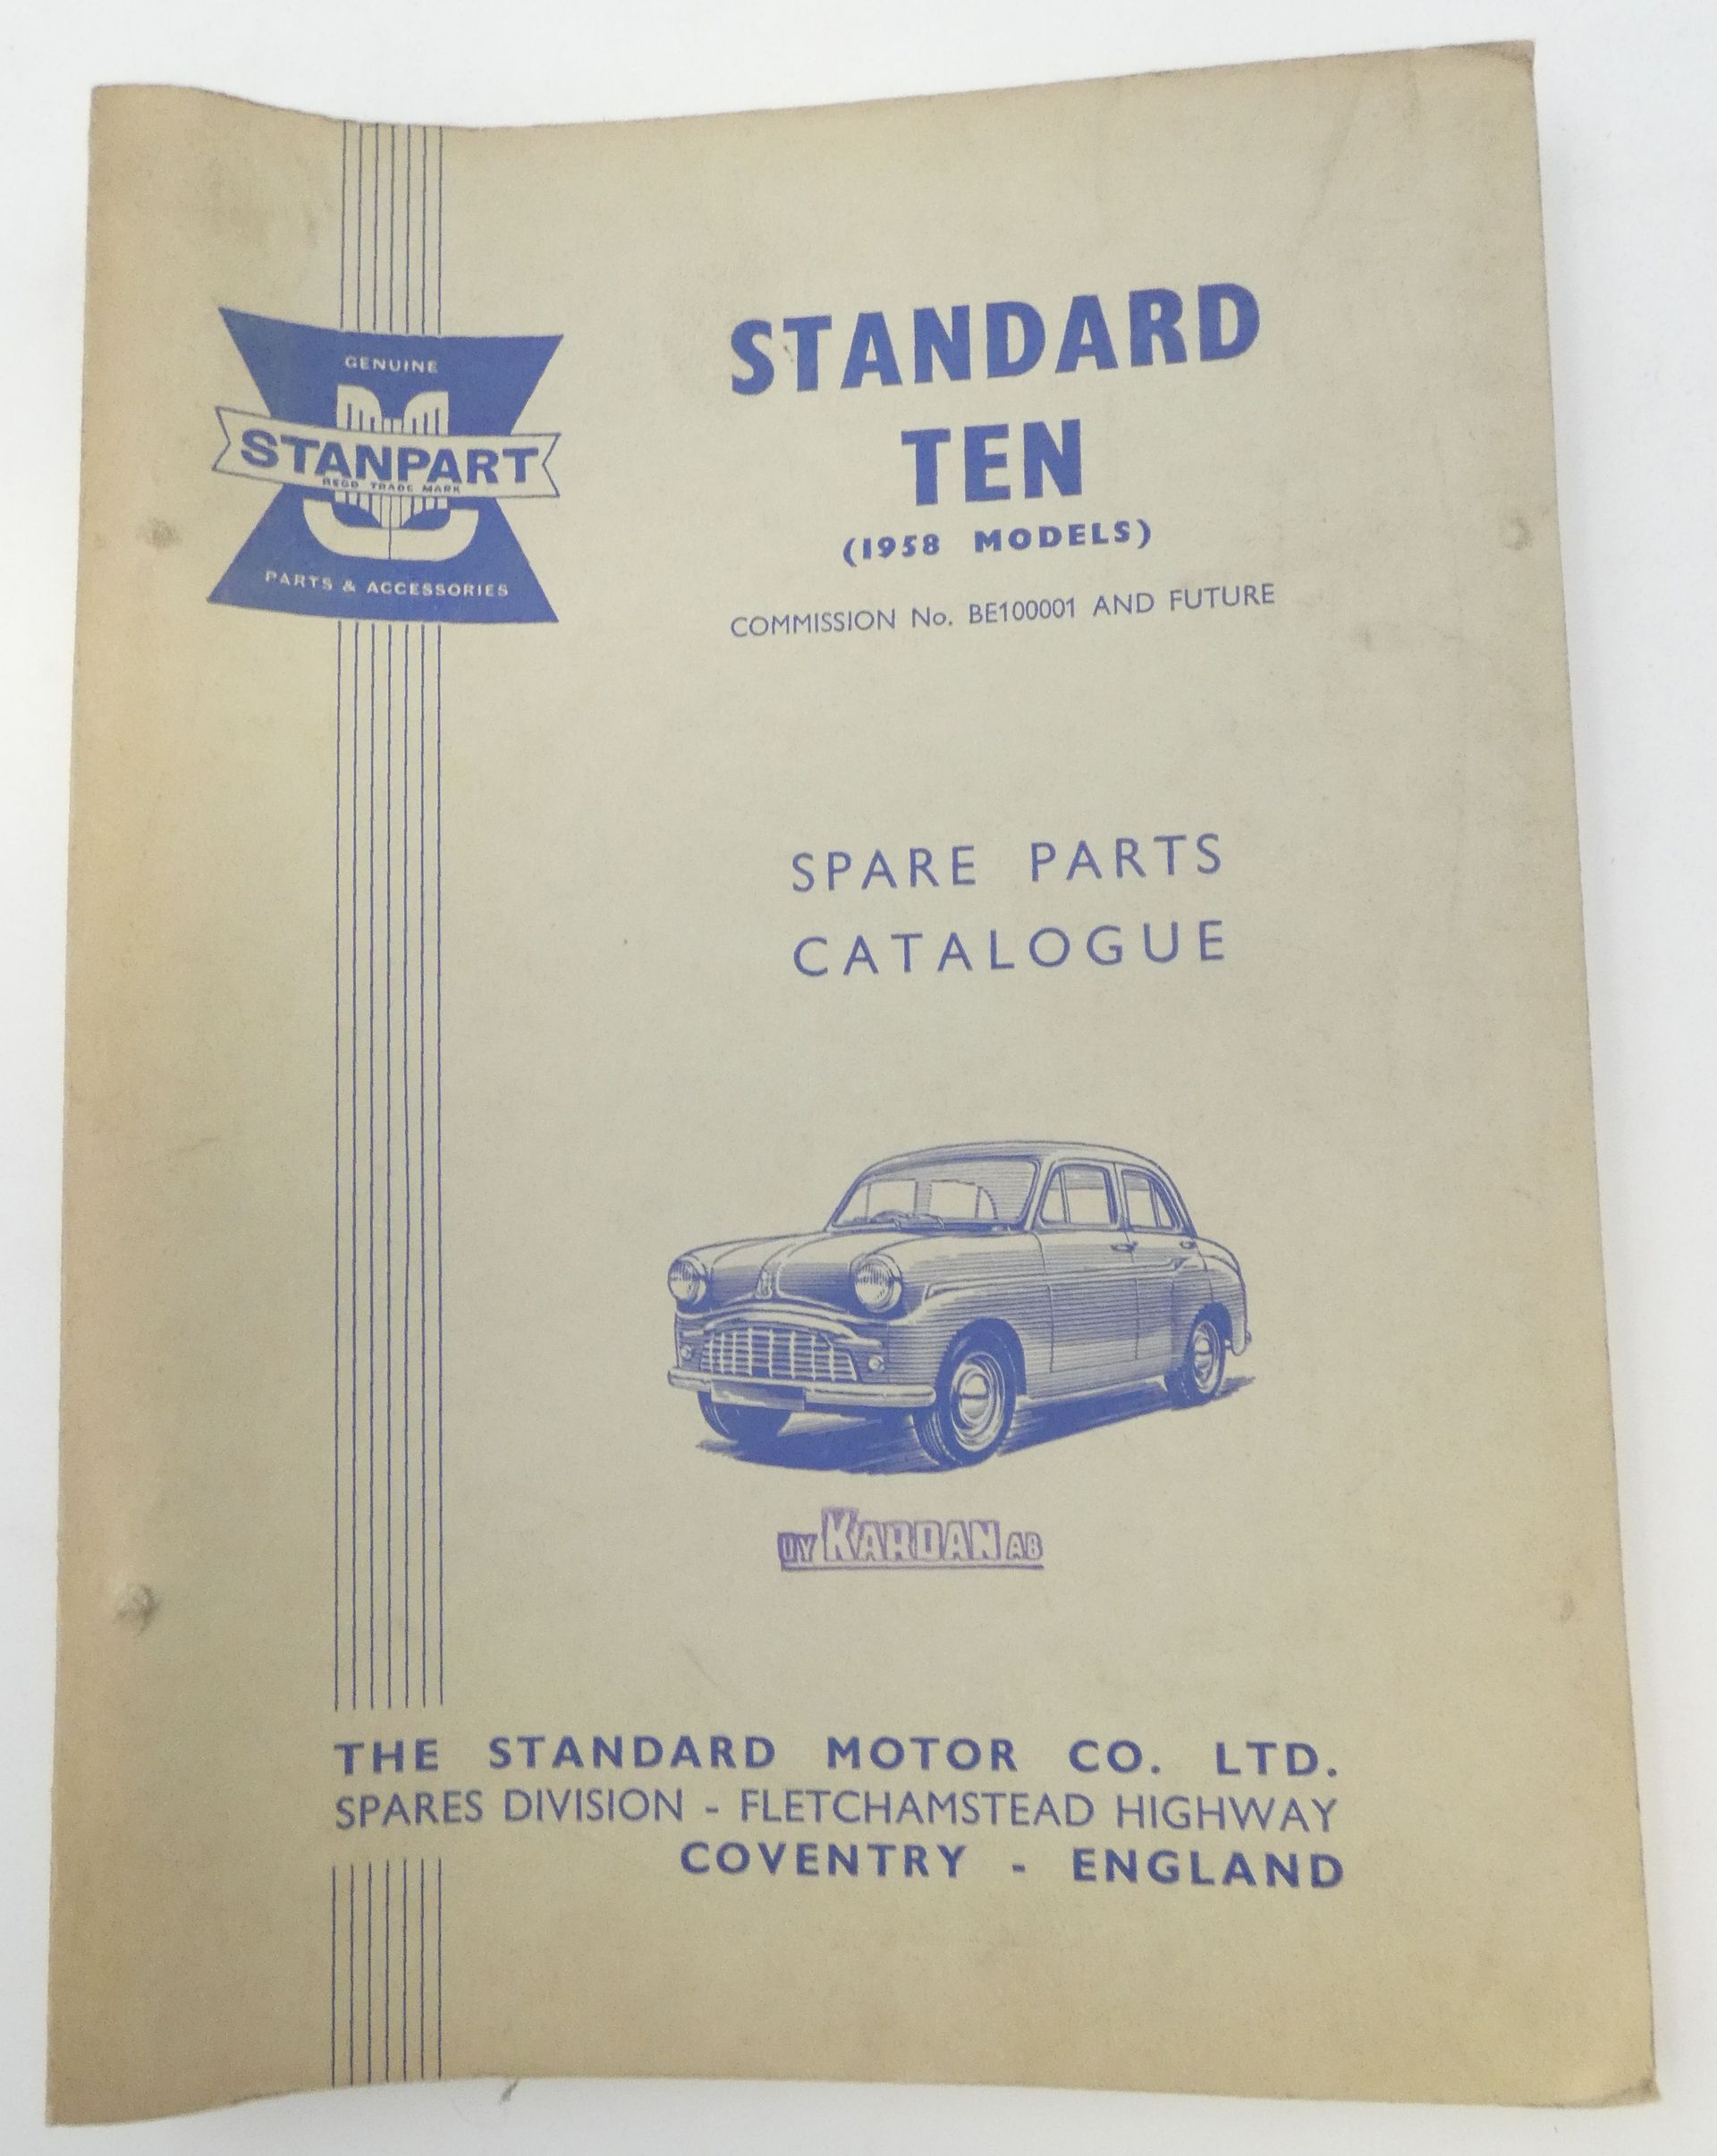 GENUINE
STANPART
REGD. TRADE MARK
PARTS & ACCESSORIES
STANDARD
TEN
(1958 MODELS)
COMMISSION No. BE100001 AND FUTURE
SPARE PARTS
CATALOGUE
OY KARDAN AB
THE STANDARD MOTOR CO. LTD.
SPARES DIVISION - FLETCHAMSTEAD HIGHWAY
COVENTRY - ENGLAND